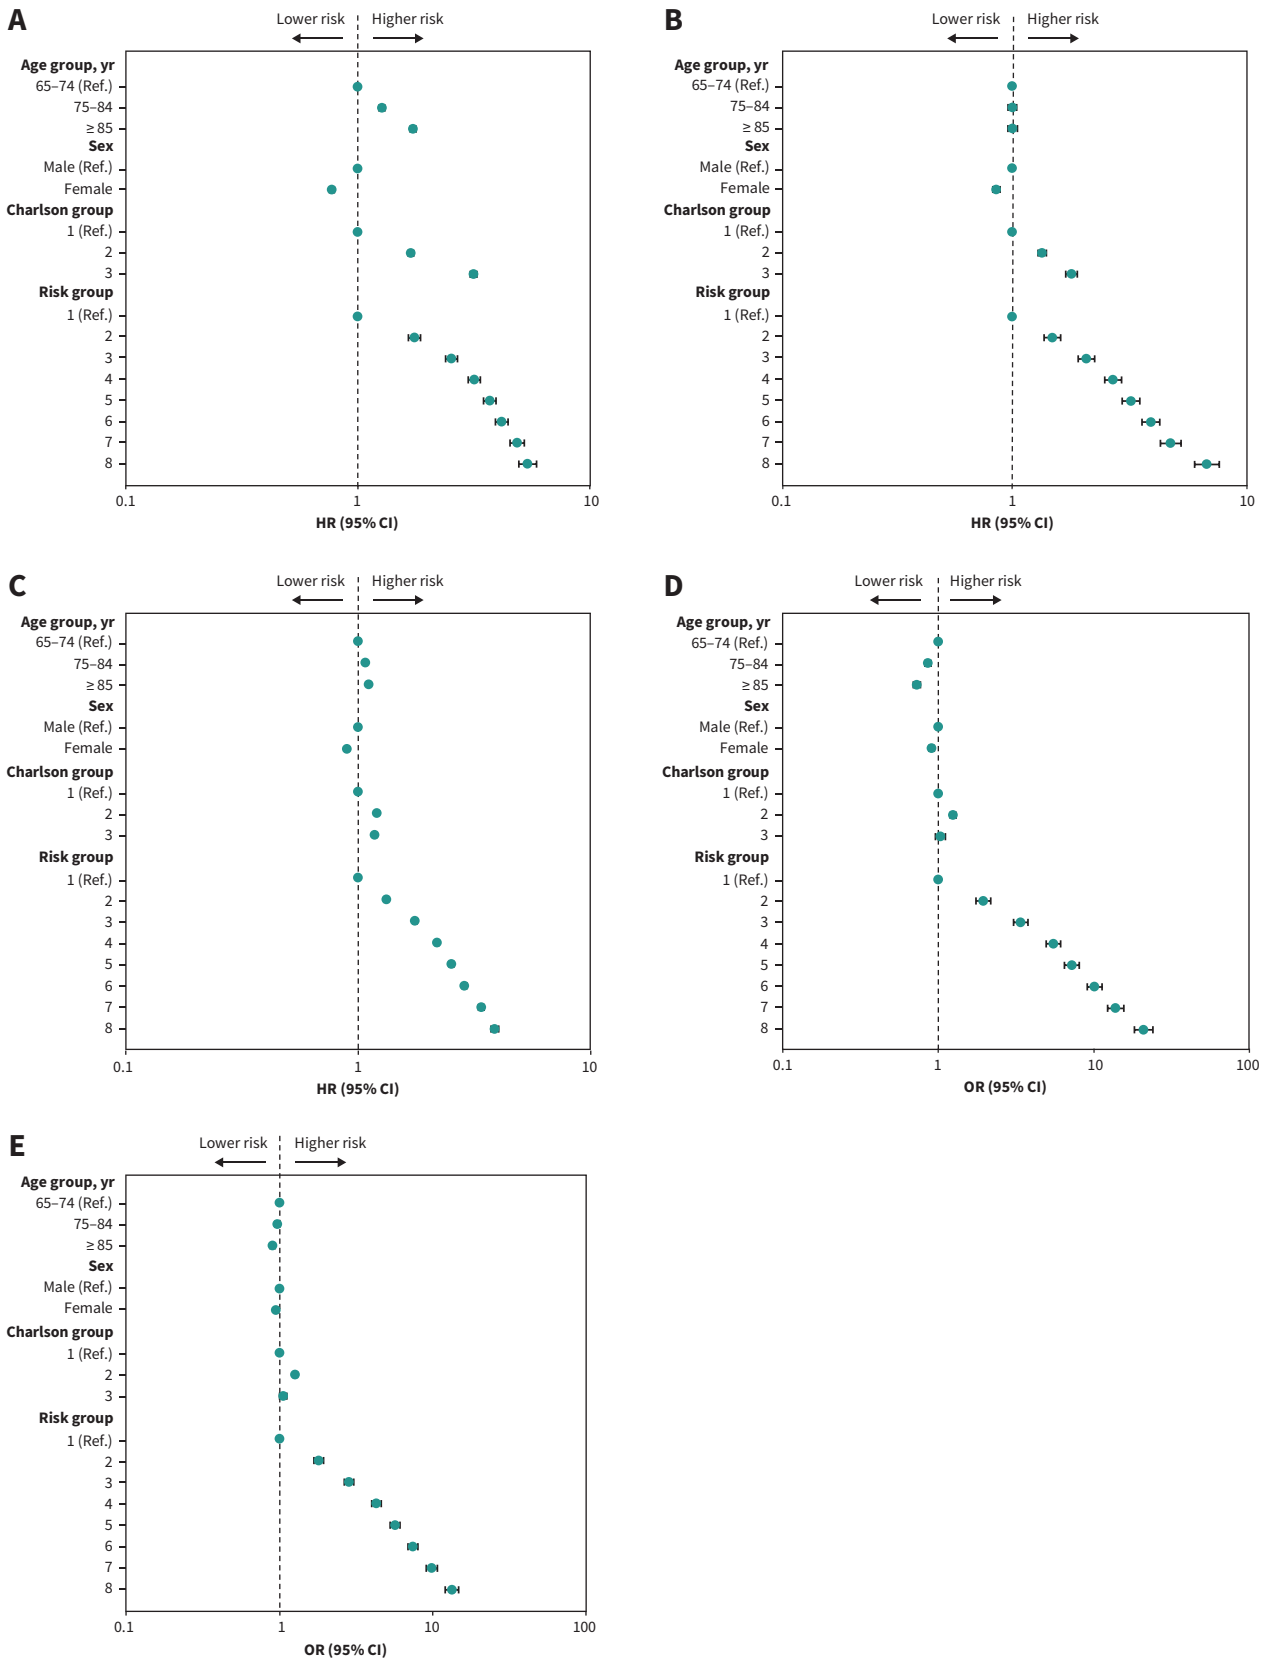 A
Lower risk Higher risk
Age group, yr
65–74 (Ref.)
75–84
≥ 85
Sex
Male (Ref.)
Female
Charlson group
1 (Ref.)
2
3
Risk group
1 (Ref.)
2
3
4
5
6
7
8
0.1 1 10
HR (95% CI)
B
Lower risk Higher risk
Age group, yr
65–74 (Ref.)
75–84
≥ 85
Sex
Male (Ref.)
Female
Charlson group
1 (Ref.)
2
3
Risk group
1 (Ref.)
2
3
4
5
6
7
8
0.1 1 10
HR (95% CI)
C
Lower risk Higher risk
Age group, yr
65–74 (Ref.)
75–84
≥ 85
Sex
Male (Ref.)
Female
Charlson group
1 (Ref.)
2
3
Risk group
1 (Ref.)
2
3
4
5
6
7
8
0.1 1 10
HR (95% CI)
D
Lower risk Higher risk
Age group, yr
65–74 (Ref.)
75–84
≥ 85
Sex
Male (Ref.)
Female
Charlson group
1 (Ref.)
2
3
Risk group
1 (Ref.)
2
3
4
5
6
7
8
0.1 1 10 100
OR (95% CI)
E
Lower risk Higher risk
Age group, yr
65–74 (Ref.)
75–84
≥ 85
Sex
Male (Ref.)
Female
Charlson group
1 (Ref.)
2
3
Risk group
1 (Ref.)
2
3
4
5
6
7
8
0.1 1 10 100
OR (95% CI)